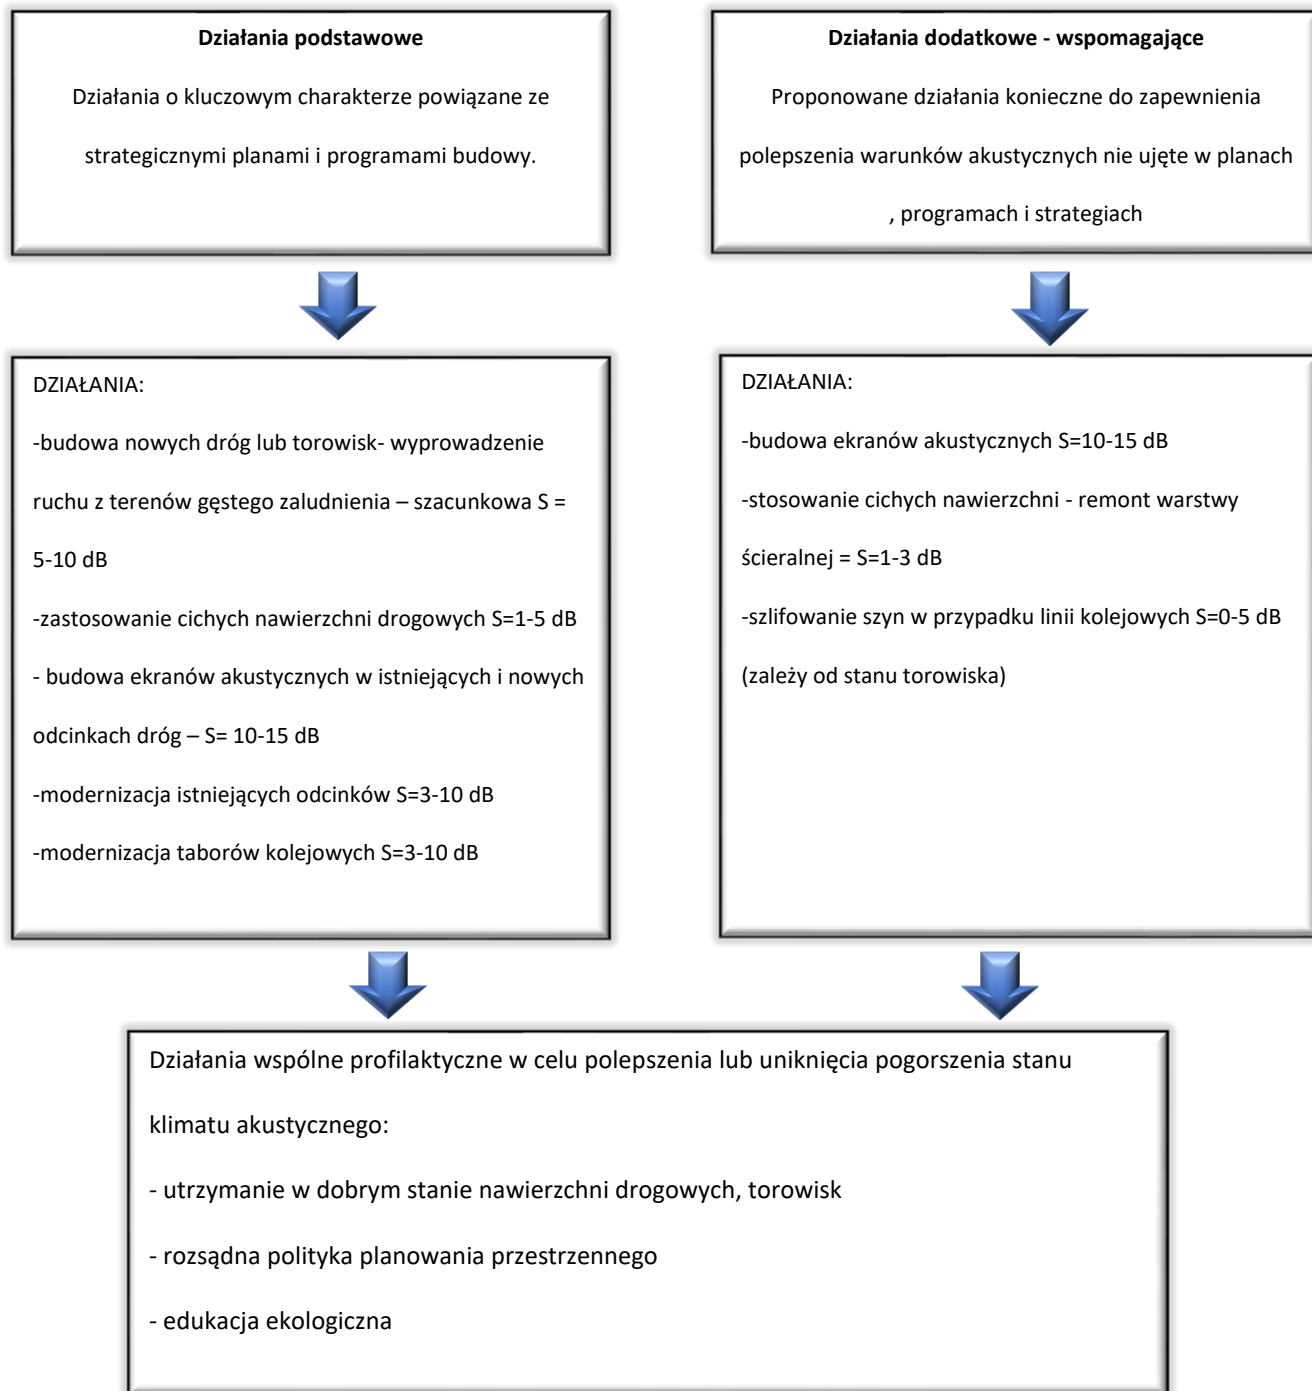 Działania podstawowe
Działania o kluczowym charakterze powiązane ze
strategicznymi planami i programami budowy.
Działania dodatkowe - wspomagające
Proponowane działania konieczne do zapewnienia
polepszenia warunków akustycznych nie ujęte w planach
, programach i strategiach
DZIAŁANIA:
-budowa nowych dróg lub torowisk- wyprowadzenie
ruchu z terenów gęstego zaludnienia – szacunkowa S =
5-10 dB
-zastosowanie cichych nawierzchni drogowych S=1-5 dB
- budowa ekranów akustycznych w istniejących i nowych
odcinkach dróg – S= 10-15 dB
-modernizacja istniejących odcinków S=3-10 dB
-modernizacja taborów kolejowych S=3-10 dB
DZIAŁANIA:
-budowa ekranów akustycznych S=10-15 dB
-stosowanie cichych nawierzchni - remont warstwy
ścieralnej = S=1-3 dB
-szlifowanie szyn w przypadku linii kolejowych S=0-5 dB
(zależy od stanu torowiska)
Działania wspólne profilaktyczne w celu polepszenia lub uniknięcia pogorszenia stanu
klimatu akustycznego:
- utrzymanie w dobrym stanie nawierzchni drogowych, torowisk
- rozsądna polityka planowania przestrzennego
- edukacja ekologiczna